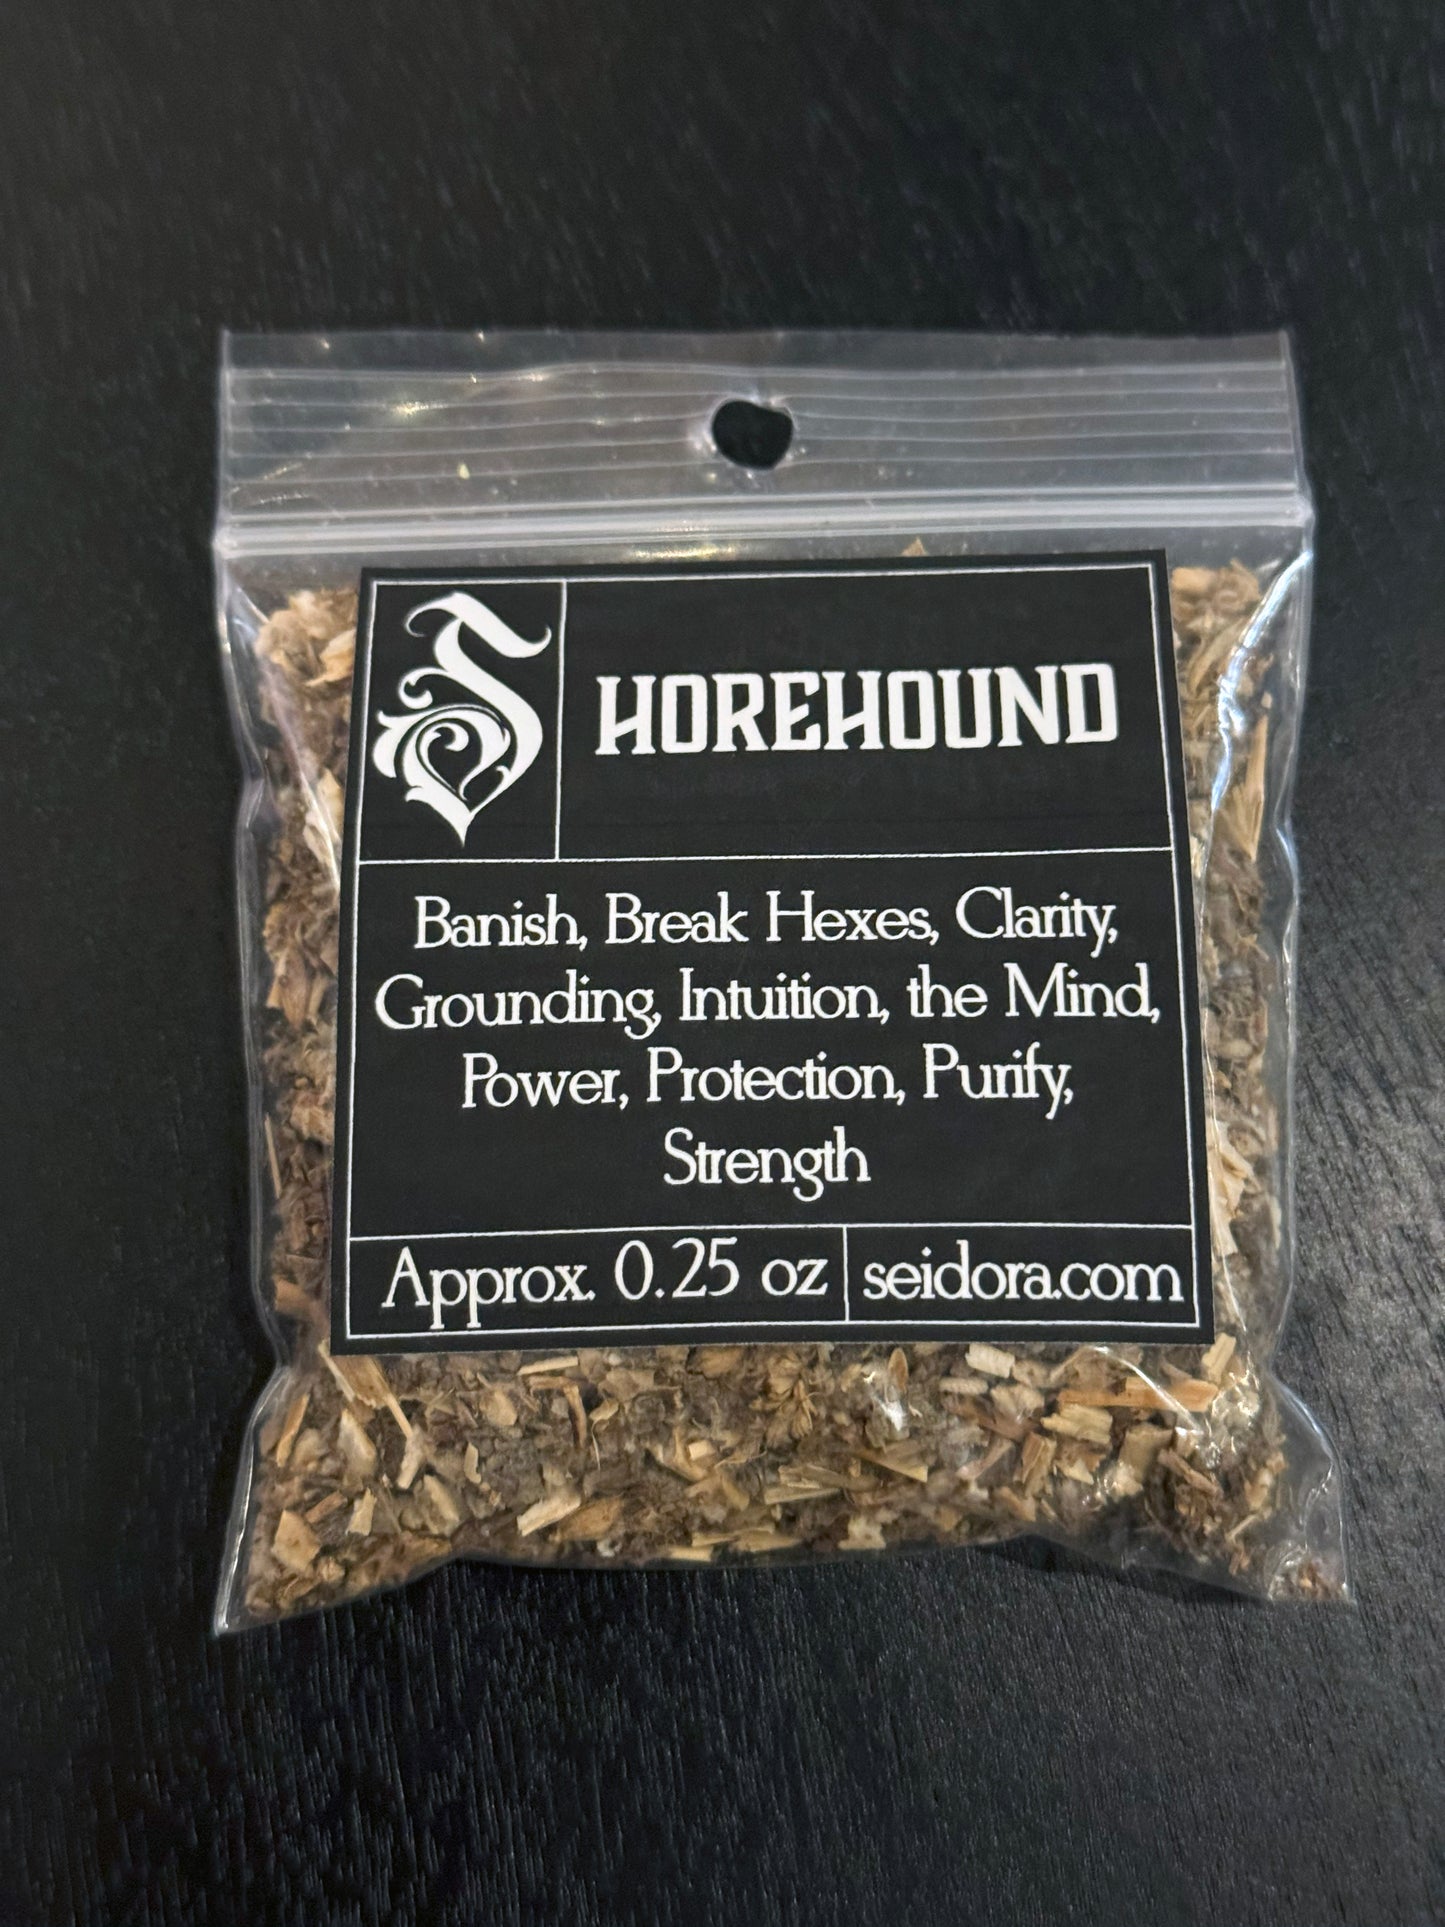 S
HOREHOUND
Banish, Break Hexes, Clarity,
Grounding, Intuition, the Mind,
Power, Protection, Purify,
Strength
Approx. 0.25 oz
seidora.com